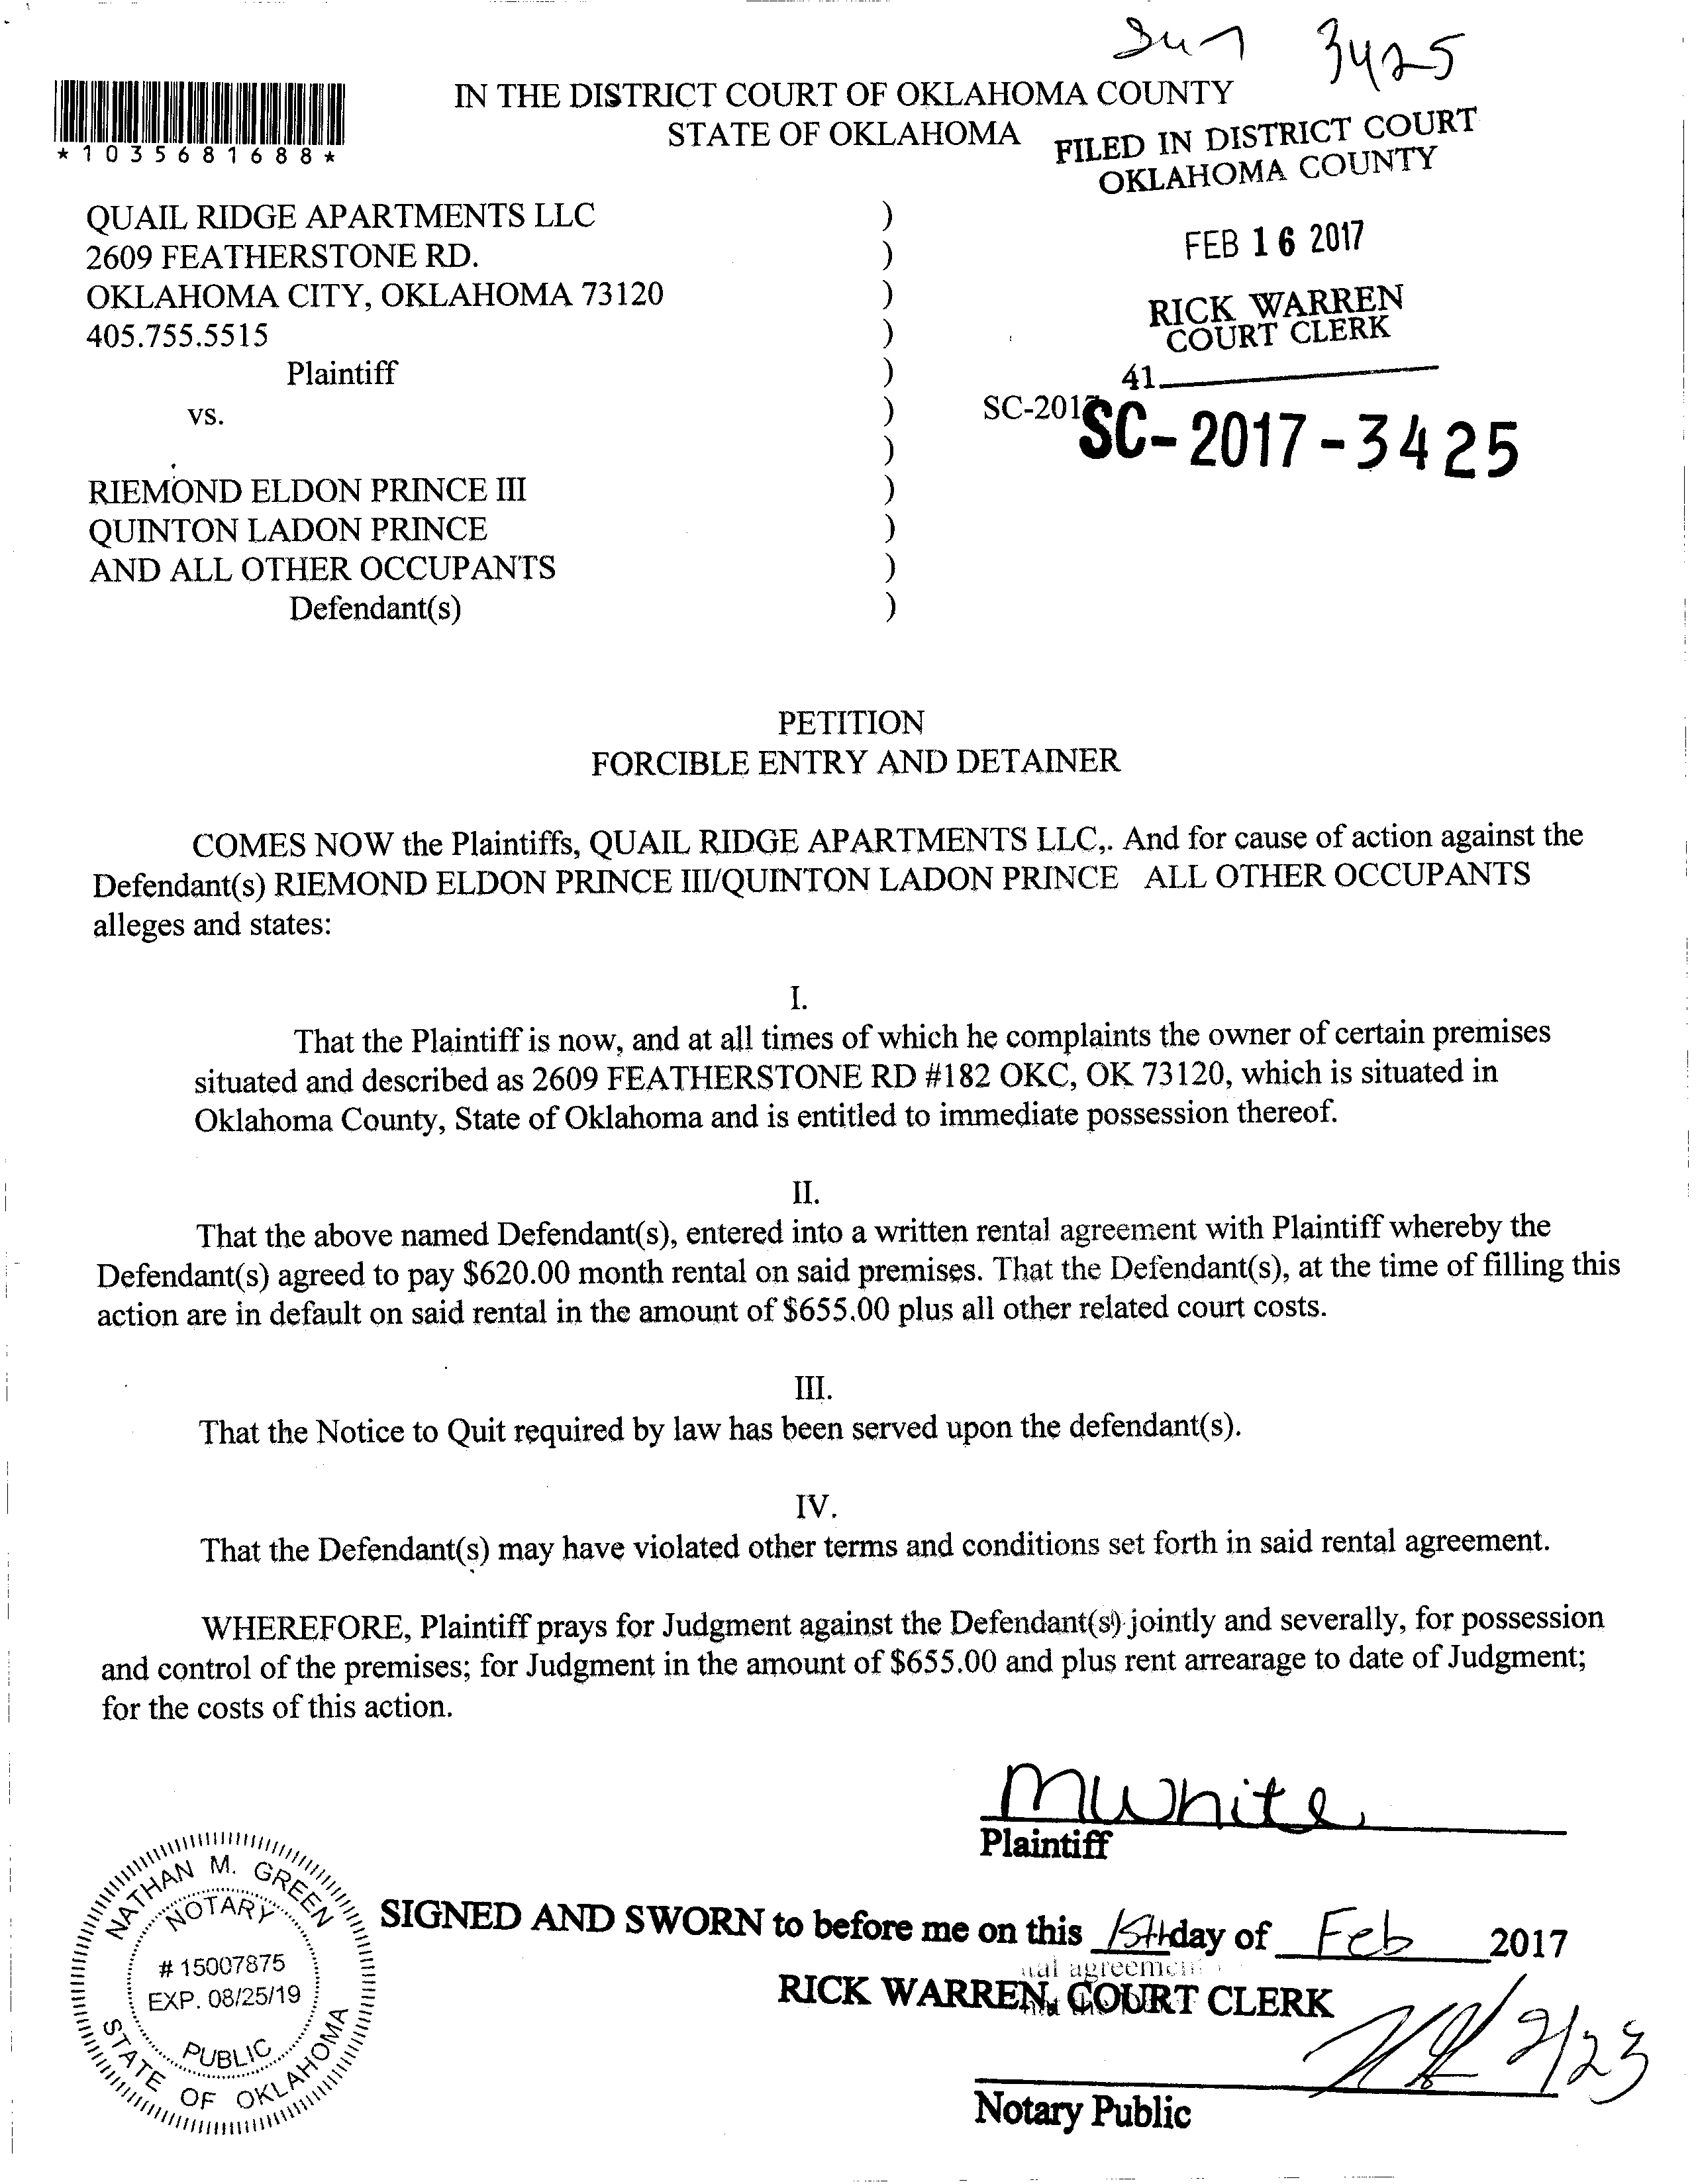 3425
IN THE DISTRICT COURT OF OKLAHOMA COUNTY
STATE OF OKLAHOMA
*1035681688*
FILED IN DISTRICT COURT
OKLAHOMA COUNTY
FEB 16 2017
RICK WARREN
COURT CLERK
41
QUAIL RIDGE APARTMENTS LLC )
2609 FEATHERSTONE RD. )
OKLAHOMA CITY, OKLAHOMA 73120 )
405.755.5515 )
Plaintiff )
vs. ) SC-2017
SC-2017-3425
)
RIEMOND ELDON PRINCE III )
QUINTON LADON PRINCE )
AND ALL OTHER OCCUPANTS )
Defendant(s) )
PETITION
FORCIBLE ENTRY AND DETAINER
COMES NOW the Plaintiffs, QUAIL RIDGE APARTMENTS LLC,. And for cause of action against the
Defendant(s) RIEMOND ELDON PRINCE III/QUINTON LADON PRINCE ALL OTHER OCCUPANTS
alleges and states:
I.
That the Plaintiff is now, and at all times of which he complaints the owner of certain premises
situated and described as 2609 FEATHERSTONE RD #182 OKC, OK 73120, which is situated in
Oklahoma County, State of Oklahoma and is entitled to immediate possession thereof.
II.
That the above named Defendant(s), entered into a written rental agreement with Plaintiff whereby the
Defendant(s) agreed to pay $620.00 month rental on said premises. That the Defendant(s), at the time of filling this
action are in default on said rental in the amount of $655.00 plus all other related court costs.
III.
That the Notice to Quit required by law has been served upon the defendant(s).
IV.
That the Defendant(s) may have violated other terms and conditions set forth in said rental agreement.
WHEREFORE, Plaintiff prays for Judgment against the Defendant(s) jointly and severally, for possession
and control of the premises; for Judgment in the amount of $655.00 and plus rent arrearage to date of Judgment;
for the costs of this action.
MWhite
Plaintiff
SIGNED AND SWORN to before me on this 15th day of Feb 2017
RICK WARREN, COURT CLERK
2/23
Notary Public
NATHAN M. GREEN
NOTARY
# 15007875
EXP. 08/25/19
PUBLIC
STATE OF OKLAHOMA